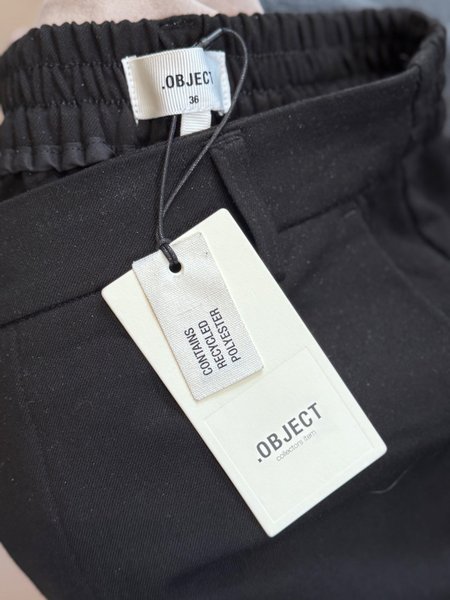 .OBJECT
36
CONTAINS
RECYCLED
POLYESTER
.OBJECT
collectors item